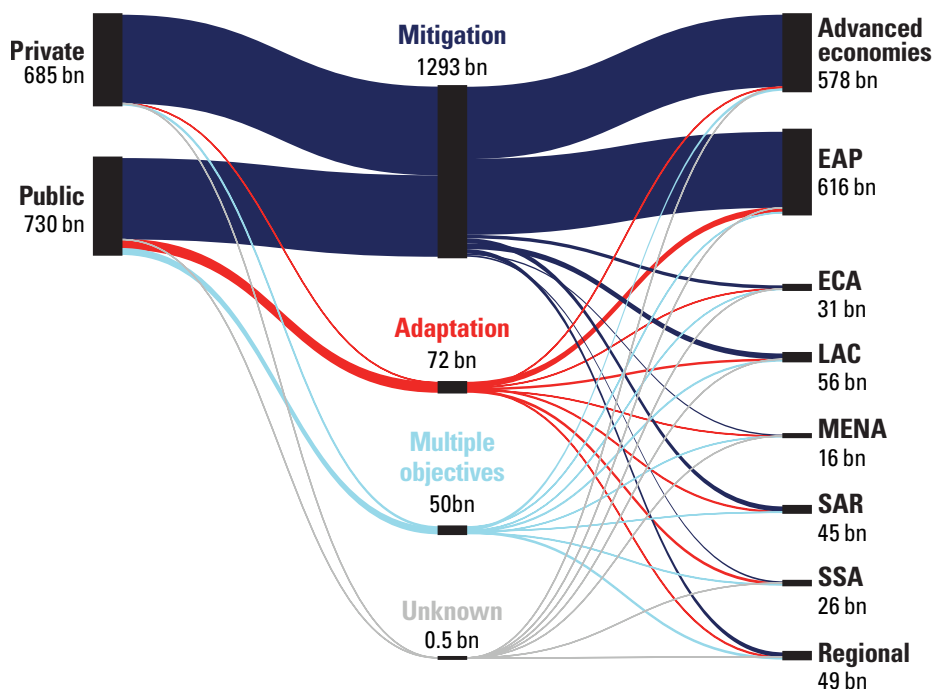 Private
685 bn
Public
730 bn
Mitigation
1293 bn
Adaptation
72 bn
Multiple
objectives
50bn
Unknown
0.5 bn
Advanced
economies
578 bn
EAP
616 bn
ECA
31 bn
LAC
56 bn
MENA
16 bn
SAR
45 bn
SSA
26 bn
Regional
49 bn